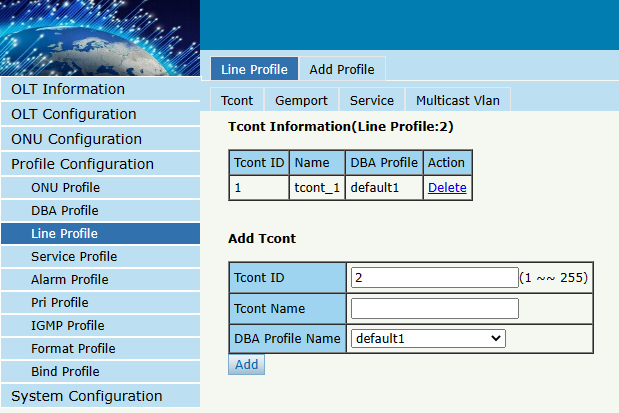 Line Profile
Add Profile
OLT Information
OLT Configuration
ONU Configuration
Profile Configuration
ONU Profile
DBA Profile
Line Profile
Service Profile
Alarm Profile
Pri Profile
IGMP Profile
Format Profile
Bind Profile
System Configuration
Tcont
Gemport
Service
Multicast Vlan
Tcont Information(Line Profile:2)
Tcont ID Name DBA Profile Action
1 tcont_1 default1 Delete
Add Tcont
Tcont ID 2 (1 ~~ 255)
Tcont Name
DBA Profile Name default1
Add